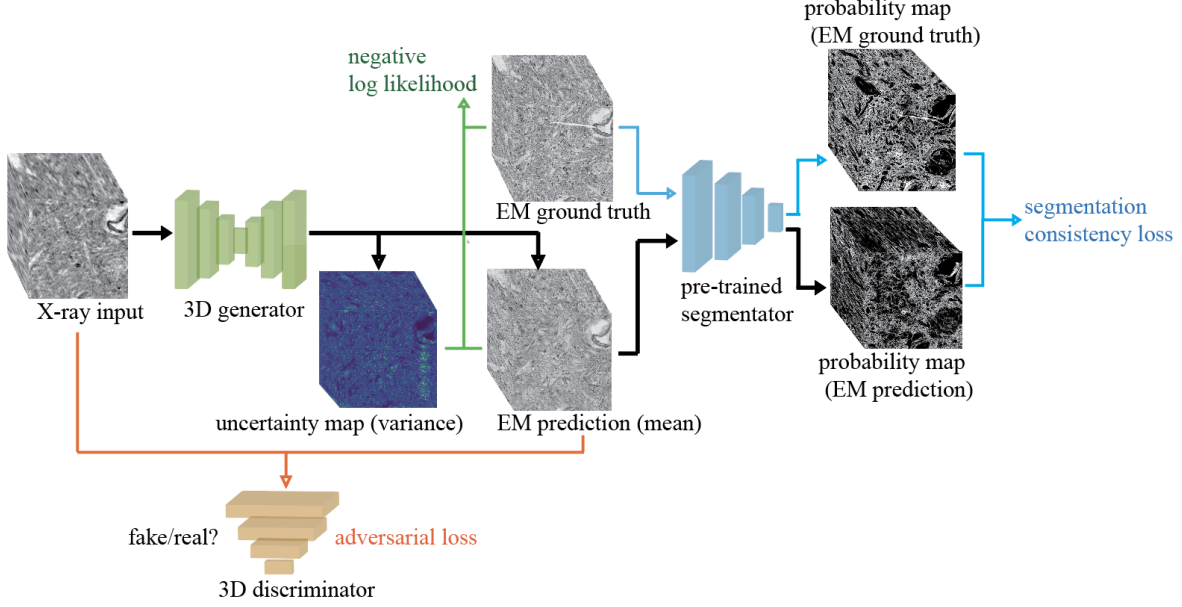 probability map
(EM ground truth)
negative
log likelihood
EM ground truth
segmentation
consistency loss
X-ray input
3D generator
pre-trained
segmentator
probability map
(EM prediction)
uncertainty map (variance)
EM prediction (mean)
fake/real?
adversarial loss
3D discriminator